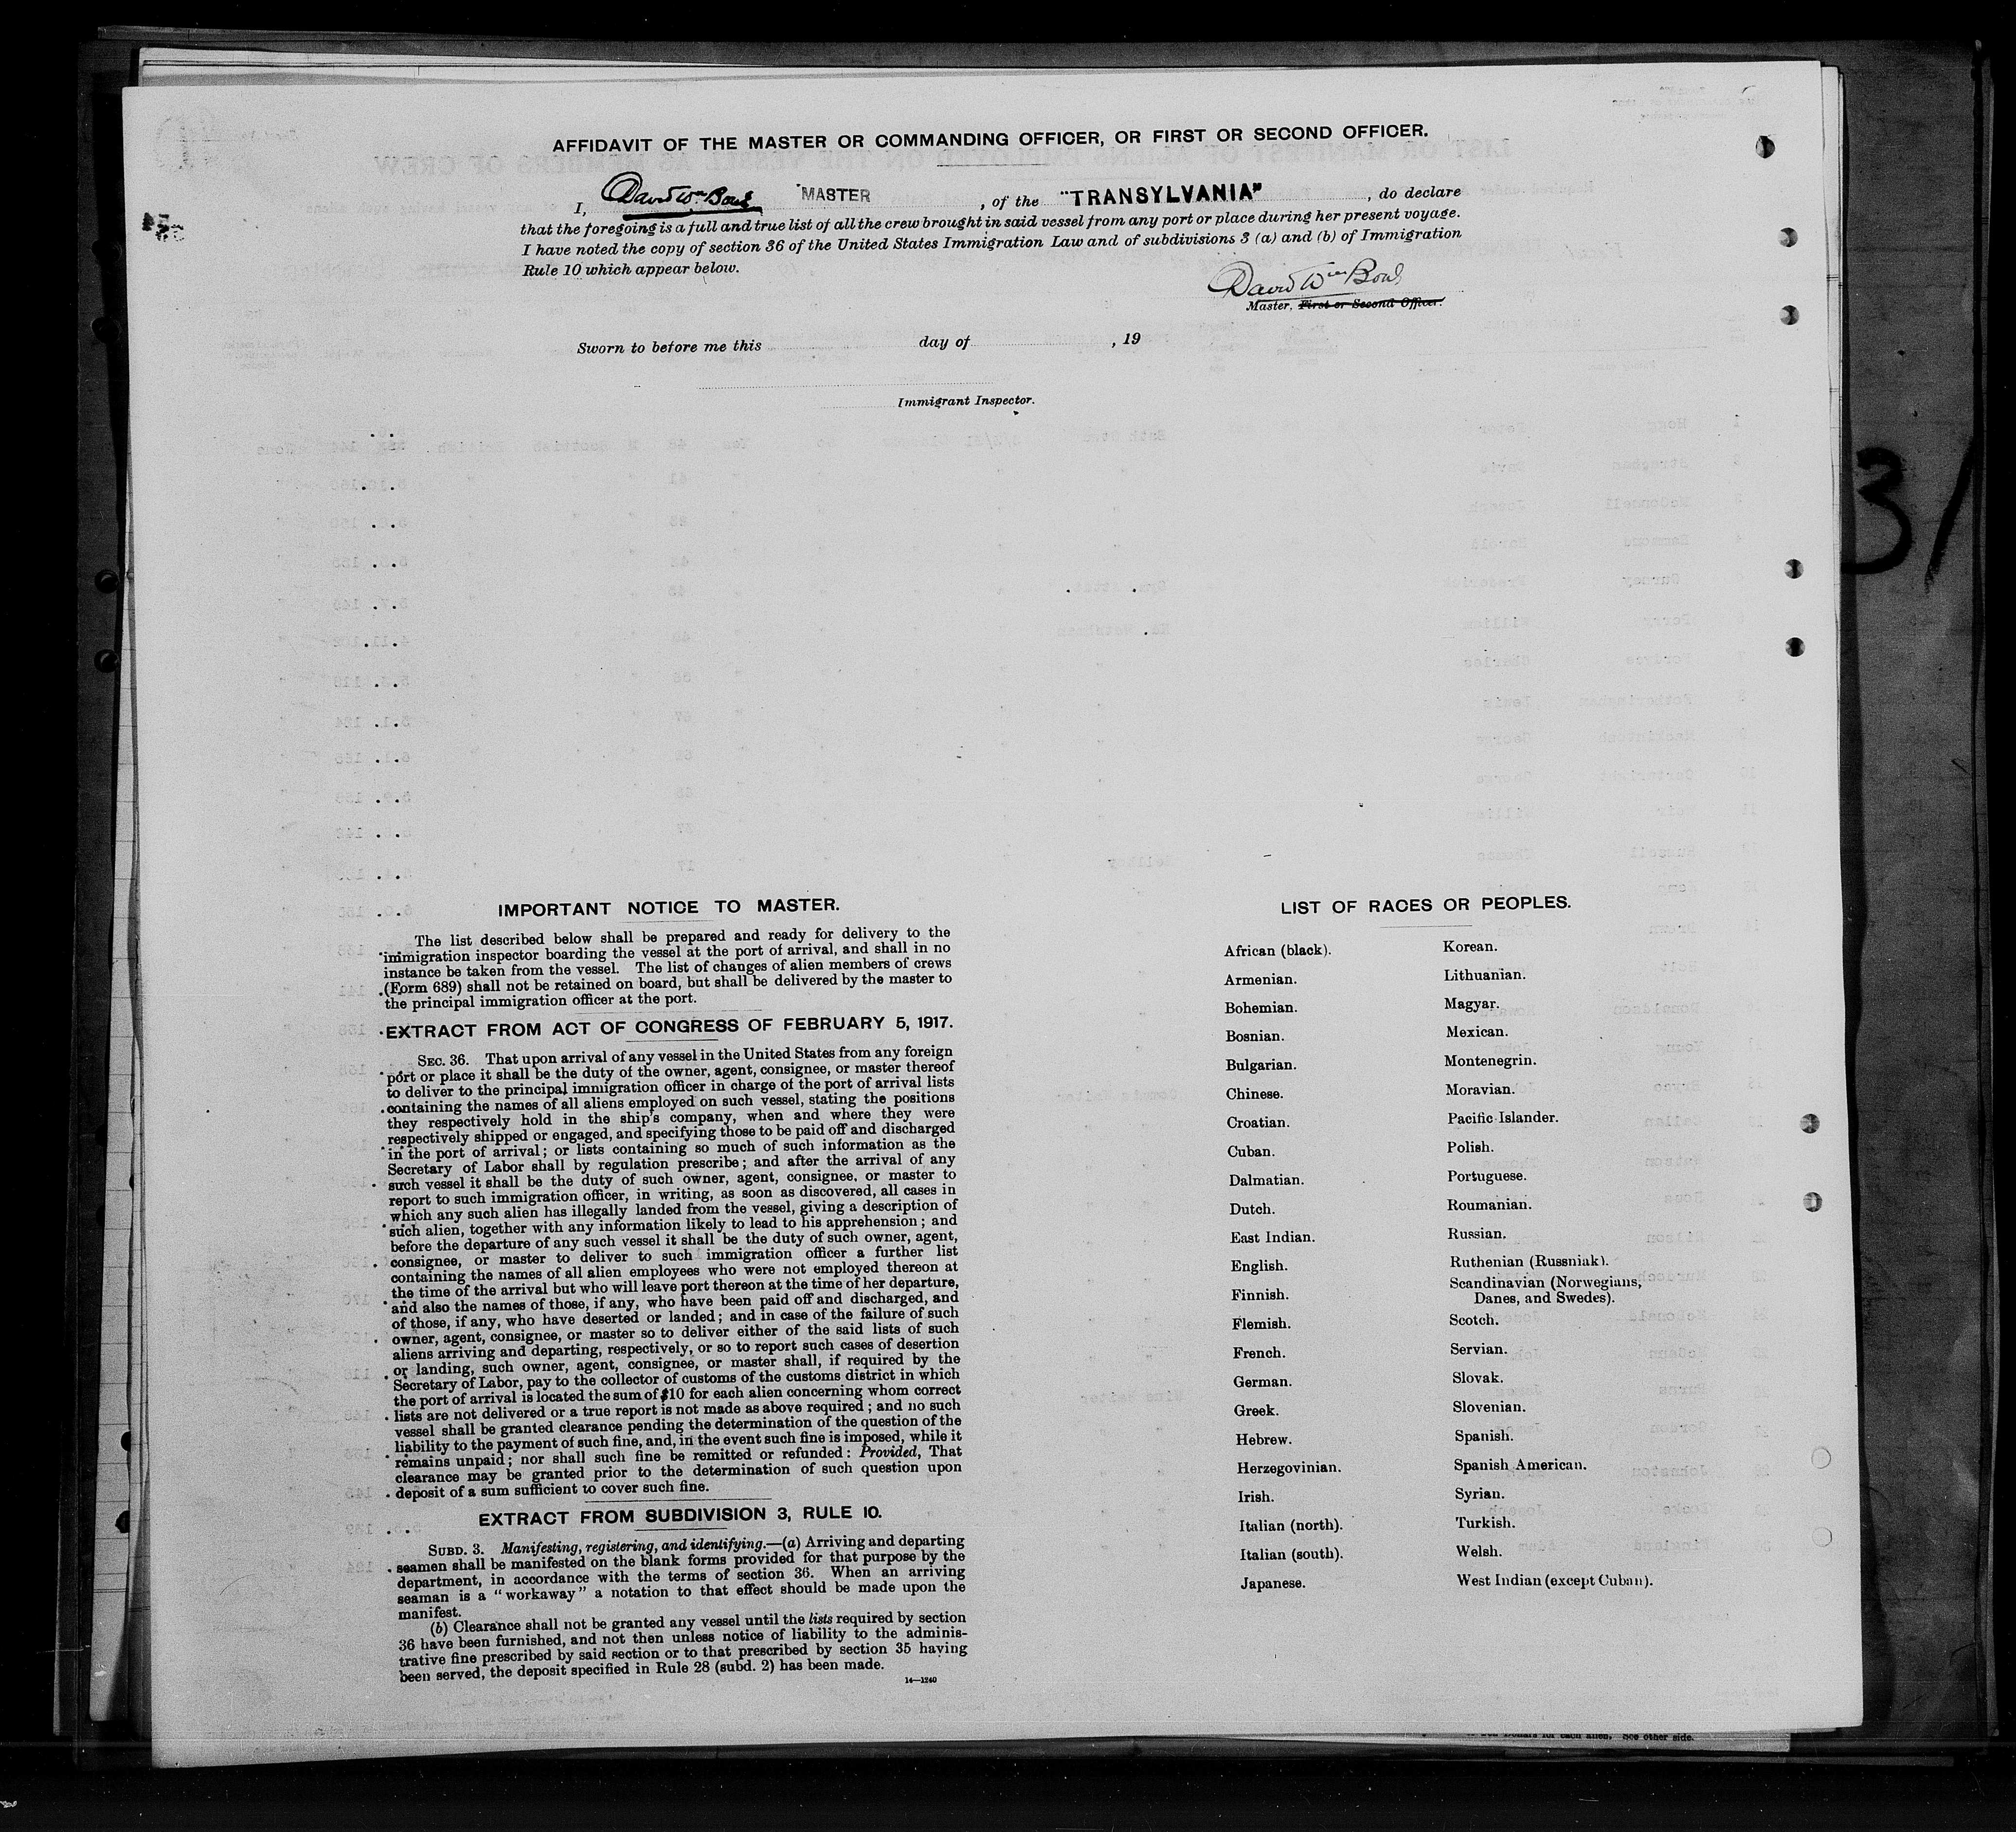 AFFIDAVIT OF THE MASTER OR COMMANDING OFFICER, OR FIRST OR SECOND OFFICER.
I, David Wm Bone MASTER , of the "TRANSYLVANIA" , do declare
that the foregoing is a full and true list of all the crew brought in said vessel from any port or place during her present voyage.
I have noted the copy of section 36 of the United States Immigration Law and of subdivisions 3 (a) and (b) of Immigration
Rule 10 which appear below.
David Wm Bone
Master, First or Second Officer.
Sworn to before me this day of , 19
Immigrant Inspector.
31
IMPORTANT NOTICE TO MASTER.
The list described below shall be prepared and ready for delivery to the
immigration inspector boarding the vessel at the port of arrival, and shall in no
instance be taken from the vessel. The list of changes of alien members of crews
(Form 689) shall not be retained on board, but shall be delivered by the master to
the principal immigration officer at the port.
EXTRACT FROM ACT OF CONGRESS OF FEBRUARY 5, 1917.
SEC. 36. That upon arrival of any vessel in the United States from any foreign
port or place it shall be the duty of the owner, agent, consignee, or master thereof
to deliver to the principal immigration officer in charge of the port of arrival lists
containing the names of all aliens employed on such vessel, stating the positions
they respectively hold in the ship's company, when and where they were
respectively shipped or engaged, and specifying those to be paid off and discharged
in the port of arrival; or lists containing so much of such information as the
Secretary of Labor shall by regulation prescribe; and after the arrival of any
such vessel it shall be the duty of such owner, agent, consignee, or master to
report to such immigration officer, in writing, as soon as discovered, all cases in
which any such alien has illegally landed from the vessel, giving a description of
such alien, together with any information likely to lead to his apprehension; and
before the departure of any such vessel it shall be the duty of such owner, agent,
consignee, or master to deliver to such immigration officer a further list
containing the names of all alien employees who were not employed thereon at
the time of the arrival but who will leave port thereon at the time of her departure,
and also the names of those, if any, who have been paid off and discharged, and
of those, if any, who have deserted or landed; and in case of the failure of such
owner, agent, consignee, or master so to deliver either of the said lists of such
aliens arriving and departing, respectively, or so to report such cases of desertion
or landing, such owner, agent, consignee, or master shall, if required by the
Secretary of Labor, pay to the collector of customs of the customs district in which
the port of arrival is located the sum of $10 for each alien concerning whom correct
lists are not delivered or a true report is not made as above required; and no such
vessel shall be granted clearance pending the determination of the question of the
liability to the payment of such fine, and, in the event such fine is imposed, while it
remains unpaid; nor shall such fine be remitted or refunded: Provided, That
clearance may be granted prior to the determination of such question upon
deposit of a sum sufficient to cover such fine.
EXTRACT FROM SUBDIVISION 3, RULE 10.
SUBD. 3. Manifesting, registering, and identifying.—(a) Arriving and departing
seamen shall be manifested on the blank forms provided for that purpose by the
department, in accordance with the terms of section 36. When an arriving
seaman is a "workaway" a notation to that effect should be made upon the
manifest.
(b) Clearance shall not be granted any vessel until the lists required by section
36 have been furnished, and not then unless notice of liability to the adminis-
trative fine prescribed by said section or to that prescribed by section 35 having
been served, the deposit specified in Rule 28 (subd. 2) has been made.
14—1240
LIST OF RACES OR PEOPLES.
African (black).
Armenian.
Bohemian.
Bosnian.
Bulgarian.
Chinese.
Croatian.
Cuban.
Dalmatian.
Dutch.
East Indian.
English.
Finnish.
Flemish.
French.
German.
Greek.
Hebrew.
Herzegovinian.
Irish.
Italian (north).
Italian (south).
Japanese.
Korean.
Lithuanian.
Magyar.
Mexican.
Montenegrin.
Moravian.
Pacific Islander.
Polish.
Portuguese.
Roumanian.
Russian.
Ruthenian (Russniak).
Scandinavian (Norwegians,
Danes, and Swedes).
Scotch.
Servian.
Slovak.
Slovenian.
Spanish.
Spanish American.
Syrian.
Turkish.
Welsh.
West Indian (except Cuban).
for each alien. See other side.